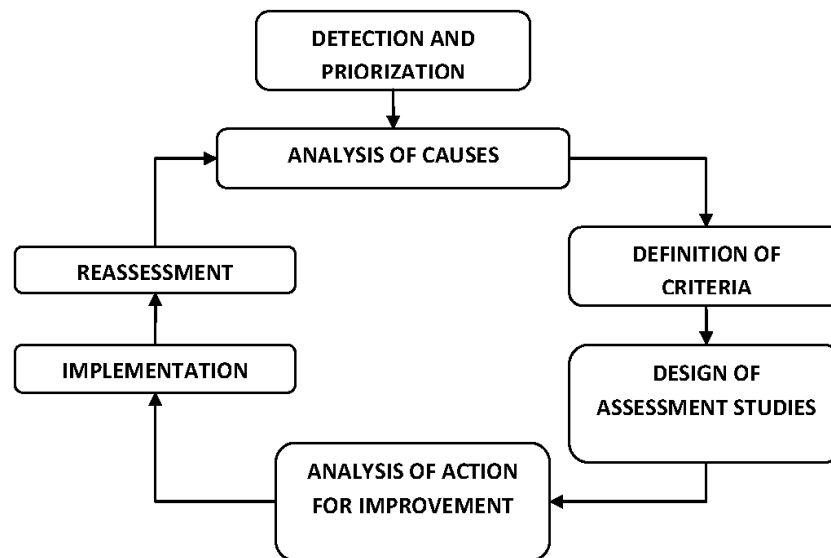 DETECTION AND
PRIORIZATION
ANALYSIS OF CAUSES
DEFINITION OF
CRITERIA
DESIGN OF
ASSESSMENT STUDIES
ANALYSIS OF ACTION
FOR IMPROVEMENT
IMPLEMENTATION
REASSESSMENT